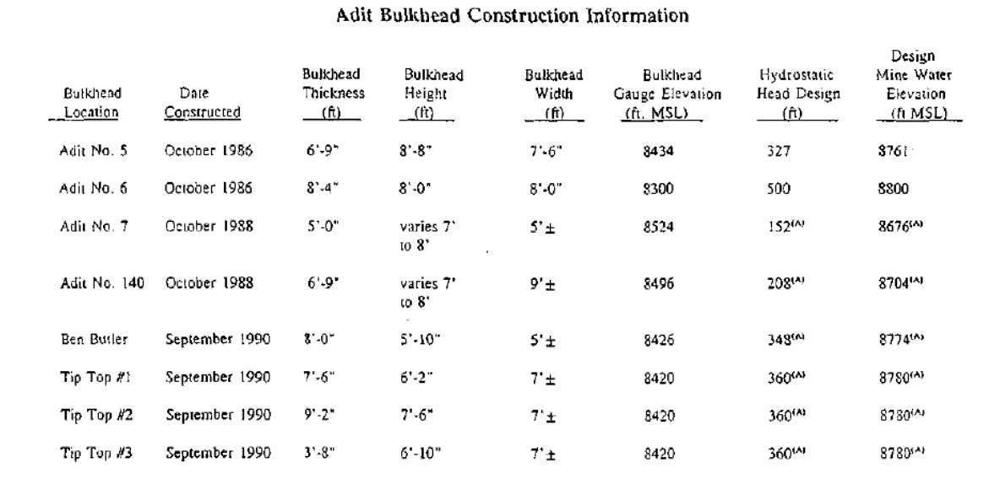 Adit Bulkhead Construction Information
Design
Bulkhead Bulkhead Bulkhead Bulkhead Hydrostatic Mine Water
Bulkhead Date Thickness Height Width Gauge Elevation Head Design Elevation
Location Constructed (ft) (ft) (ft) (ft. MSL) (ft) (ft MSL)
Adit No. 5 October 1986 6'-9" 8'-8" 7'-6" 8434 327 8761
Adit No. 6 October 1986 8'-4" 8'-0" 8'-0" 8300 500 8800
Adit No. 7 October 1988 5'-0" varies 7' 5'± 8524 152(A) 8676(A)
to 8'
Adit No. 140 October 1988 6'-9" varies 7' 9'± 8496 208(A) 8704(A)
to 8'
Ben Butler September 1990 8'-0" 5'-10" 5'± 8426 348(A) 8774(A)
Tip Top #1 September 1990 7'-6" 6'-2" 7'± 8420 360(A) 8780(A)
Tip Top #2 September 1990 9'-2" 7'-6" 7'± 8420 360(A) 8780(A)
Tip Top #3 September 1990 3'-8" 6'-10" 7'± 8420 360(A) 8780(A)